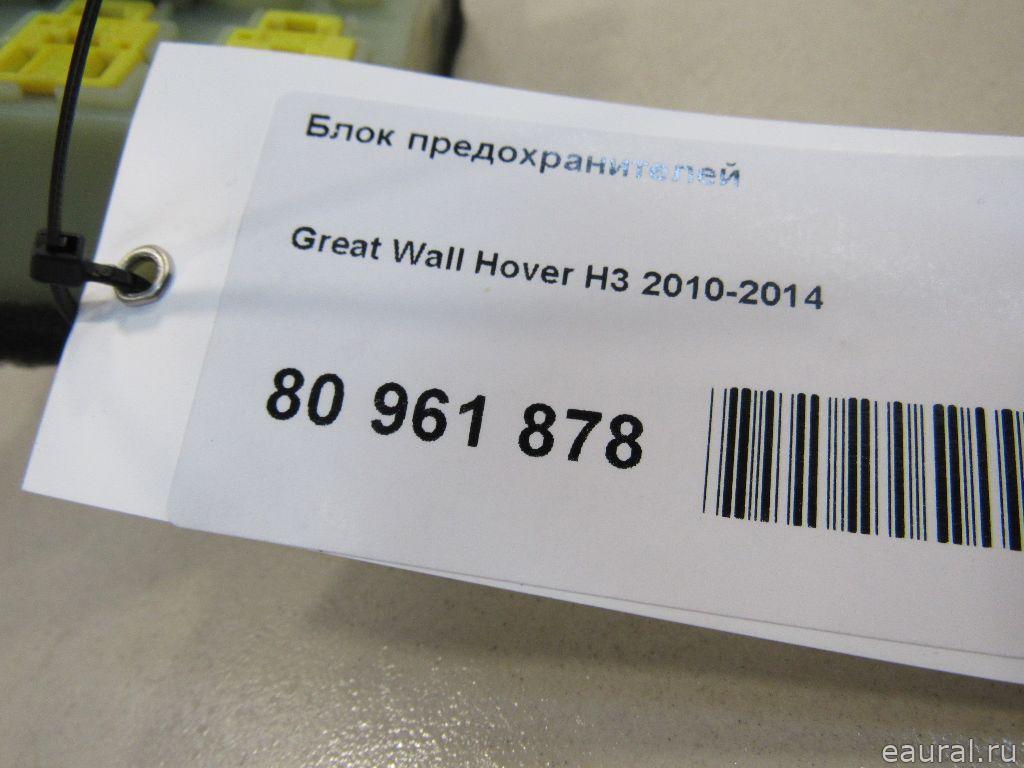 Блок предохранителей
Great Wall Hover H3 2010-2014
80 961 878
eaural.ru